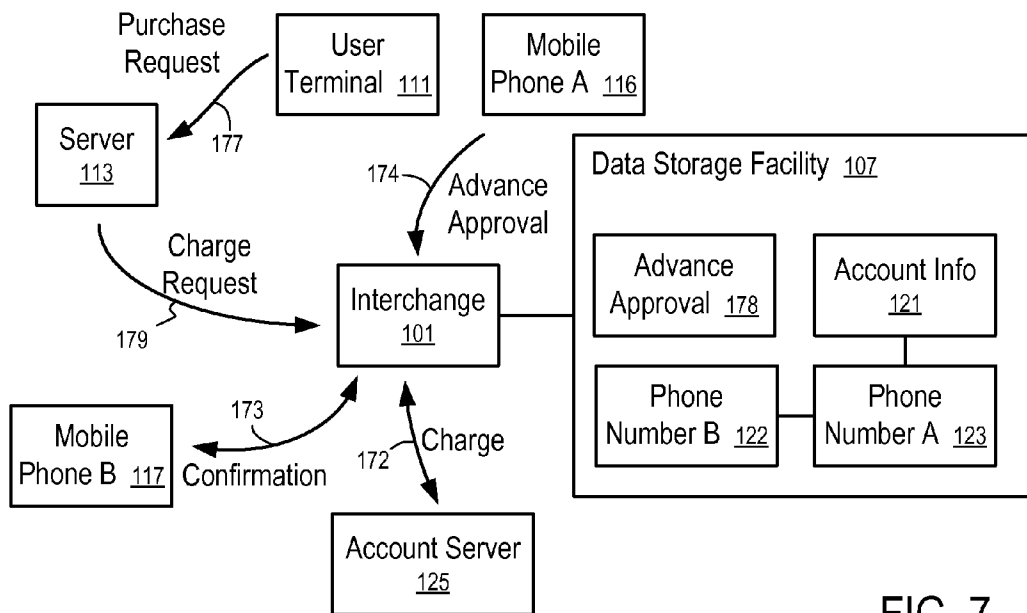 Purchase
Request
177
User
Terminal 111
Mobile
Phone A 116
Server
113
174
Advance
Approval
Data Storage Facility 107
Charge
Request
179
Interchange
101
Advance
Approval 178
Account Info
121
Phone
Number B 122
Phone
Number A 123
Mobile
Phone B 117
173
Confirmation
172
Charge
Account Server
125
FIG. 7